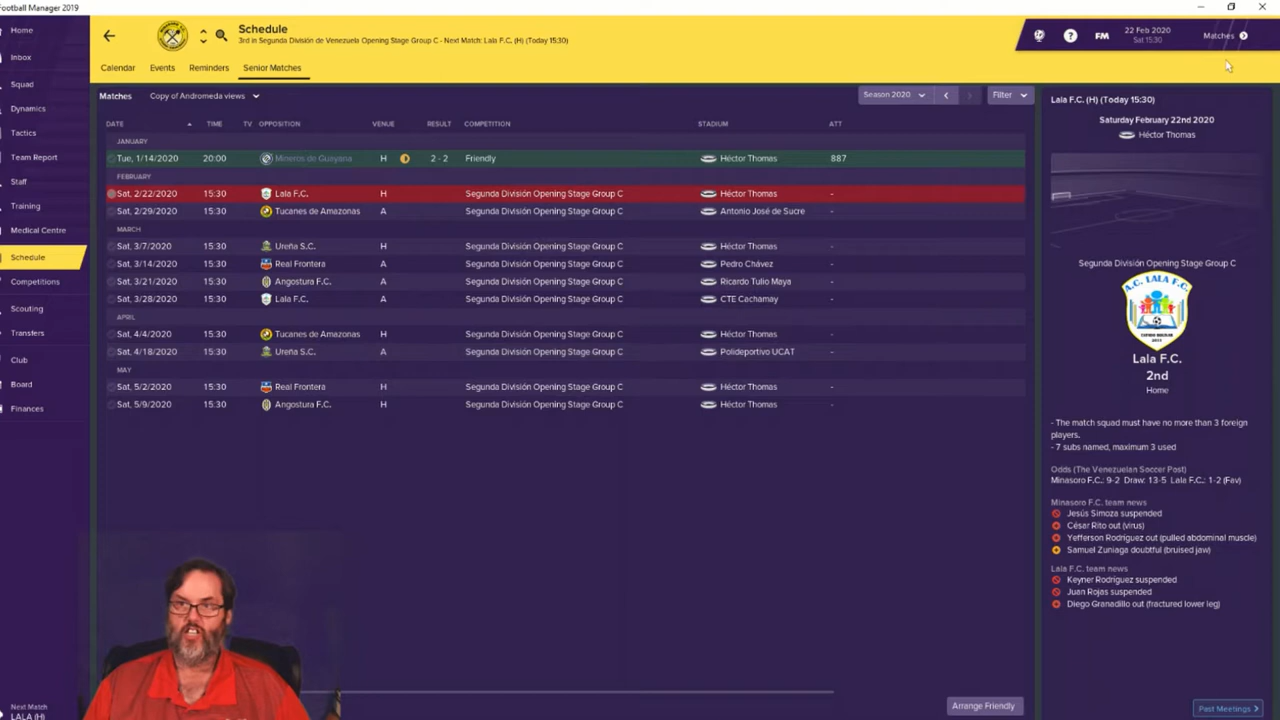 Football Manager 2019
Home
Inbox
Squad
Dynamics
Tactics
Team Report
Staff
Training
Medical Centre
Schedule
Competitions
Scouting
Transfers
Club
Board
Finances
Next Match
LALA (H)
Schedule
3rd in Segunda División de Venezuela Opening Stage Group C - Next Match: Lala F.C. (H) (Today 15:30)
Calendar Events Reminders Senior Matches
FM
22 Feb 2020
Sat 15:30
Matches
Matches Copy of Andromeda views
Season 2020 Filter
DATE TIME TV OPPOSITION VENUE RESULT COMPETITION STADIUM ATT
JANUARY
Tue, 1/14/2020 20:00 Mineros de Guayana H 2 - 2 Friendly Héctor Thomas 887
FEBRUARY
Sat, 2/22/2020 15:30 Lala F.C. H Segunda División Opening Stage Group C Héctor Thomas -
Sat, 2/29/2020 15:30 Tucanes de Amazonas A Segunda División Opening Stage Group C Antonio José de Sucre -
MARCH
Sat, 3/7/2020 15:30 Ureña S.C. H Segunda División Opening Stage Group C Héctor Thomas -
Sat, 3/14/2020 15:30 Real Frontera A Segunda División Opening Stage Group C Pedro Chávez -
Sat, 3/21/2020 15:30 Angostura F.C. A Segunda División Opening Stage Group C Ricardo Tulio Maya -
Sat, 3/28/2020 15:30 Lala F.C. A Segunda División Opening Stage Group C CTE Cachamay -
APRIL
Sat, 4/4/2020 15:30 Tucanes de Amazonas H Segunda División Opening Stage Group C Héctor Thomas -
Sat, 4/18/2020 15:30 Ureña S.C. A Segunda División Opening Stage Group C Polideportivo UCAT -
MAY
Sat, 5/2/2020 15:30 Real Frontera H Segunda División Opening Stage Group C Héctor Thomas -
Sat, 5/9/2020 15:30 Angostura F.C. H Segunda División Opening Stage Group C Héctor Thomas -
Arrange Friendly
Lala F.C. (H) (Today 15:30)
Saturday February 22nd 2020
Héctor Thomas
Segunda División Opening Stage Group C
A.C. LALA F.C.
Lala F.C.
2nd
Home
- The match squad must have no more than 3 foreign
players.
- 7 subs named, maximum 3 used
Odds (The Venezuelan Soccer Post)
Minasoro F.C.: 9-2 Draw: 13-5 Lala F.C.: 1-2 (Fav)
Minasoro F.C. team news
Jesús Simoza suspended
César Rito out (virus)
Yefferson Rodríguez out (pulled abdominal muscle)
Samuel Zuniaga doubtful (bruised jaw)
Lala F.C. team news
Keyner Rodríguez suspended
Juan Rojas suspended
Diego Granadillo out (fractured lower leg)
Past Meetings